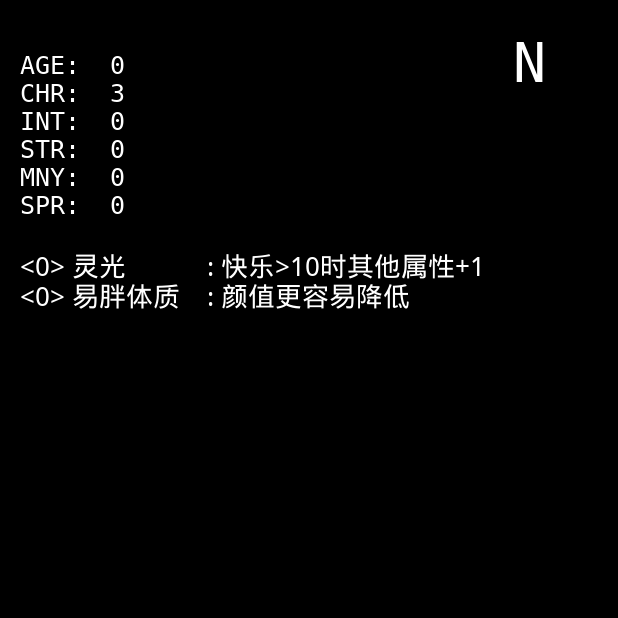 N
AGE: 0
CHR: 3
INT: 0
STR: 0
MNY: 0
SPR: 0
<0> 灵光 : 快乐>10时其他属性+1
<0> 易胖体质 : 颜值更容易降低